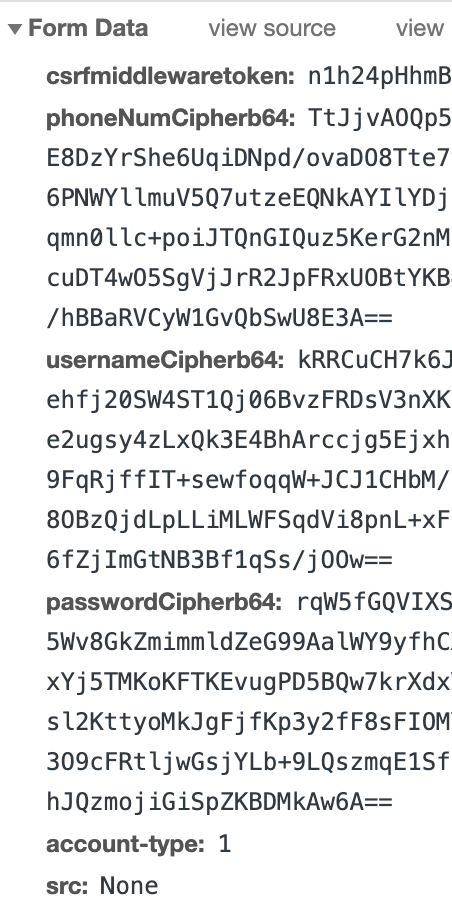 ▼ Form Data view source view
csrfmiddlewaretoken: n1h24pHhmB
phoneNumCipherb64: TtJjvAOQp5
E8DzYrShe6UqiDNpd/ovaDO8Tte7
6PNWYllmuV5Q7utzeEQNkAYIlYDj
qmn0llc+poiJTQnGIQuz5KerG2nM
cuDT4wO5SgVjJrR2JpFRxUOBtYKB
/hBBaRVCyW1GvQbSwU8E3A==
usernameCipherb64: kRRCuCH7k6J
ehfj20SW4ST1Qj06BvzFRDsV3nXK
e2ugsy4zLxQk3E4BhArccjg5Ejxh
9FqRjffIT+sewfoqqW+JCJ1CHbM/
8OBzQjdLpLLiMLWFSqdVi8pnL+xF
6fZjImGtNB3Bf1qSs/jOOw==
passwordCipherb64: rqW5fGQVIXS
5Wv8GkZmimmldZeG99AalWY9yfhC
xYj5TMKoKFTKEvugPD5BQw7krXdx
sl2KttyoMkJgFjfKp3y2fF8sFIOM
3O9cFRtljwGsjYLb+9LQszmqE1Sf
hJQzmojiGiSpZKBDMkAw6A==
account-type: 1
src: None